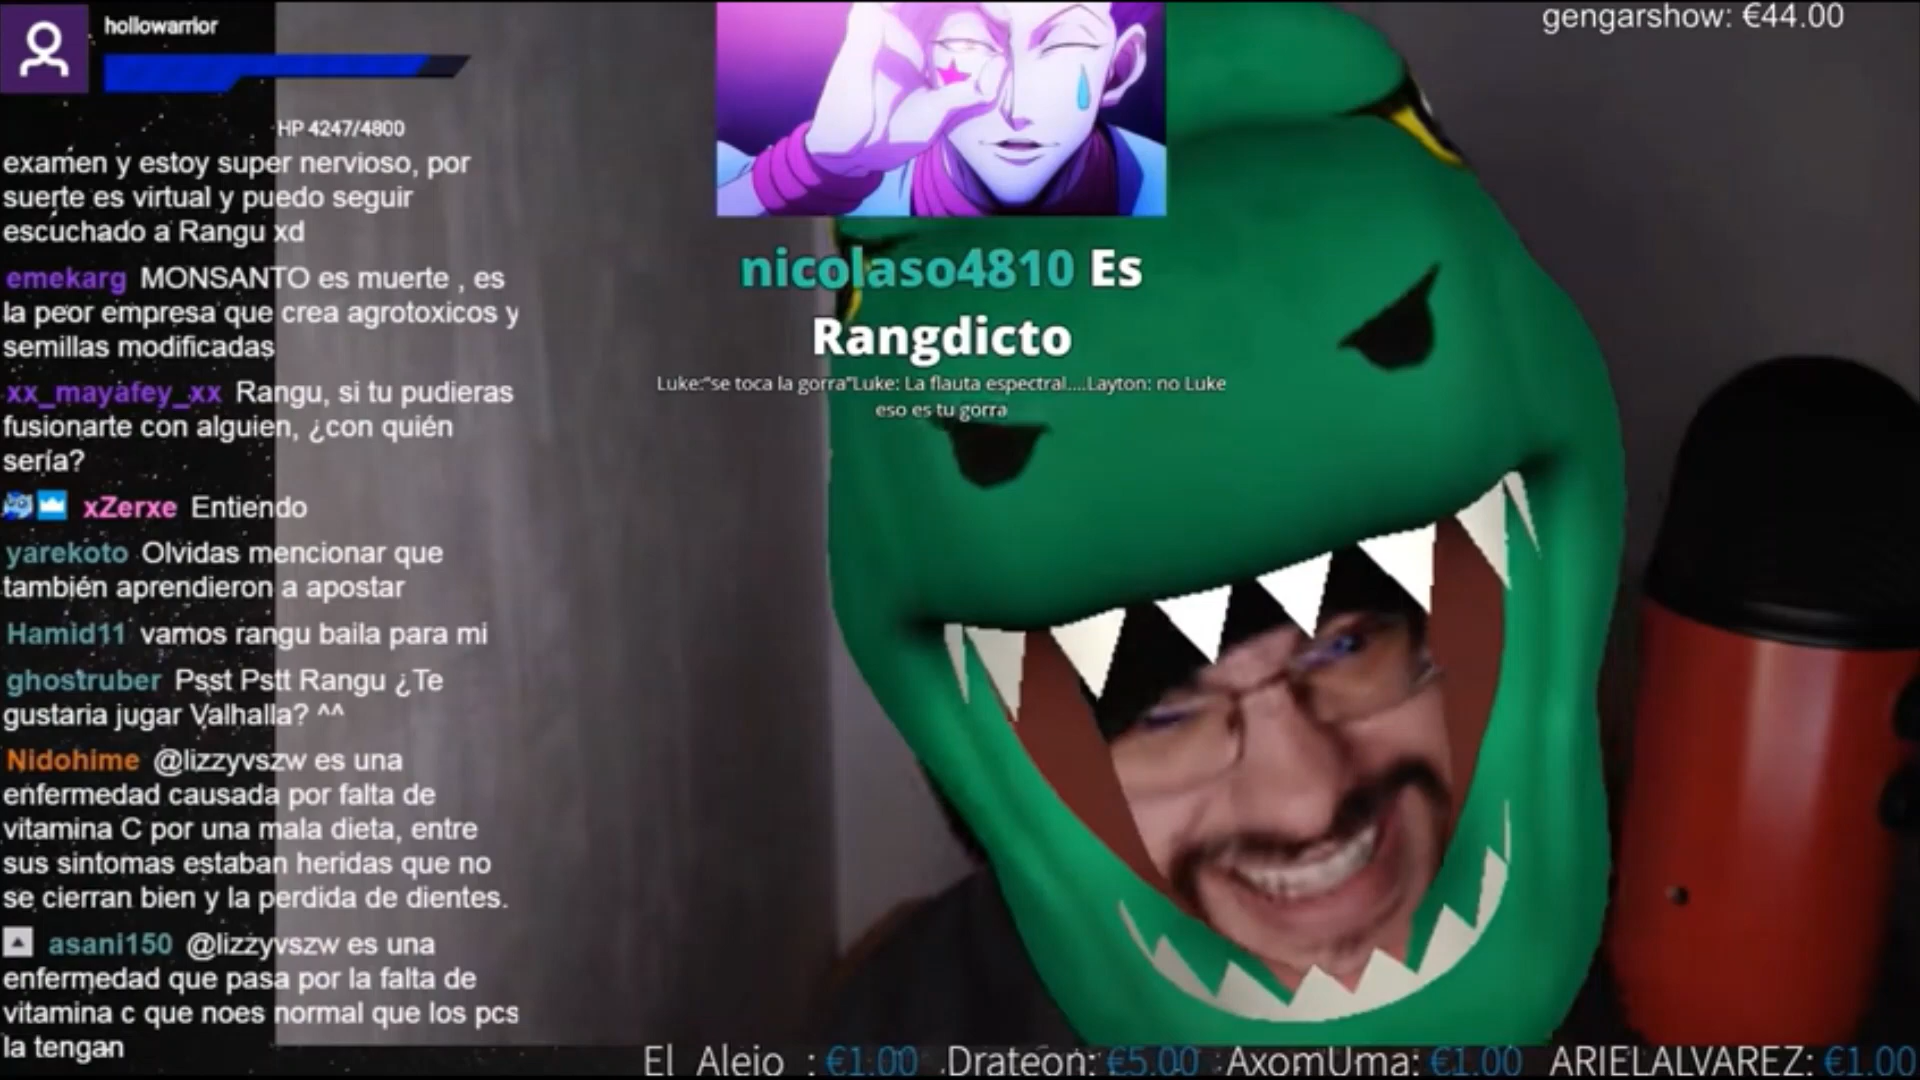 hollowarrior
HP 4247/4800
examen y estoy super nervioso, por
suerte es virtual y puedo seguir
escuchado a Rangu xd
emekarg MONSANTO es muerte , es
la peor empresa que crea agrotoxicos y
semillas modificadas
xx_mayafey_xx Rangu, si tu pudieras
fusionarte con alguien, ¿con quién
sería?
xZerxe Entiendo
yarekoto Olvidas mencionar que
también aprendieron a apostar
Hamid11 vamos rangu baila para mi
ghostruber Psst Pstt Rangu ¿Te
gustaria jugar Valhalla? ^^
Nidohime @lizzyvszw es una
enfermedad causada por falta de
vitamina C por una mala dieta, entre
sus sintomas estaban heridas que no
se cierran bien y la perdida de dientes.
asani150 @lizzyvszw es una
enfermedad que pasa por la falta de
vitamina c que noes normal que los pcs
la tengan
nicolaso4810 Es
Rangdicto
Luke:"se toca la gorra"Luke: La flauta espectral....Layton: no Luke
eso es tu gorra
gengarshow: €44.00
El Alejo : €1.00 Drateon: €5.00 AxomUma: €1.00 ARIELALVAREZ: €1.00